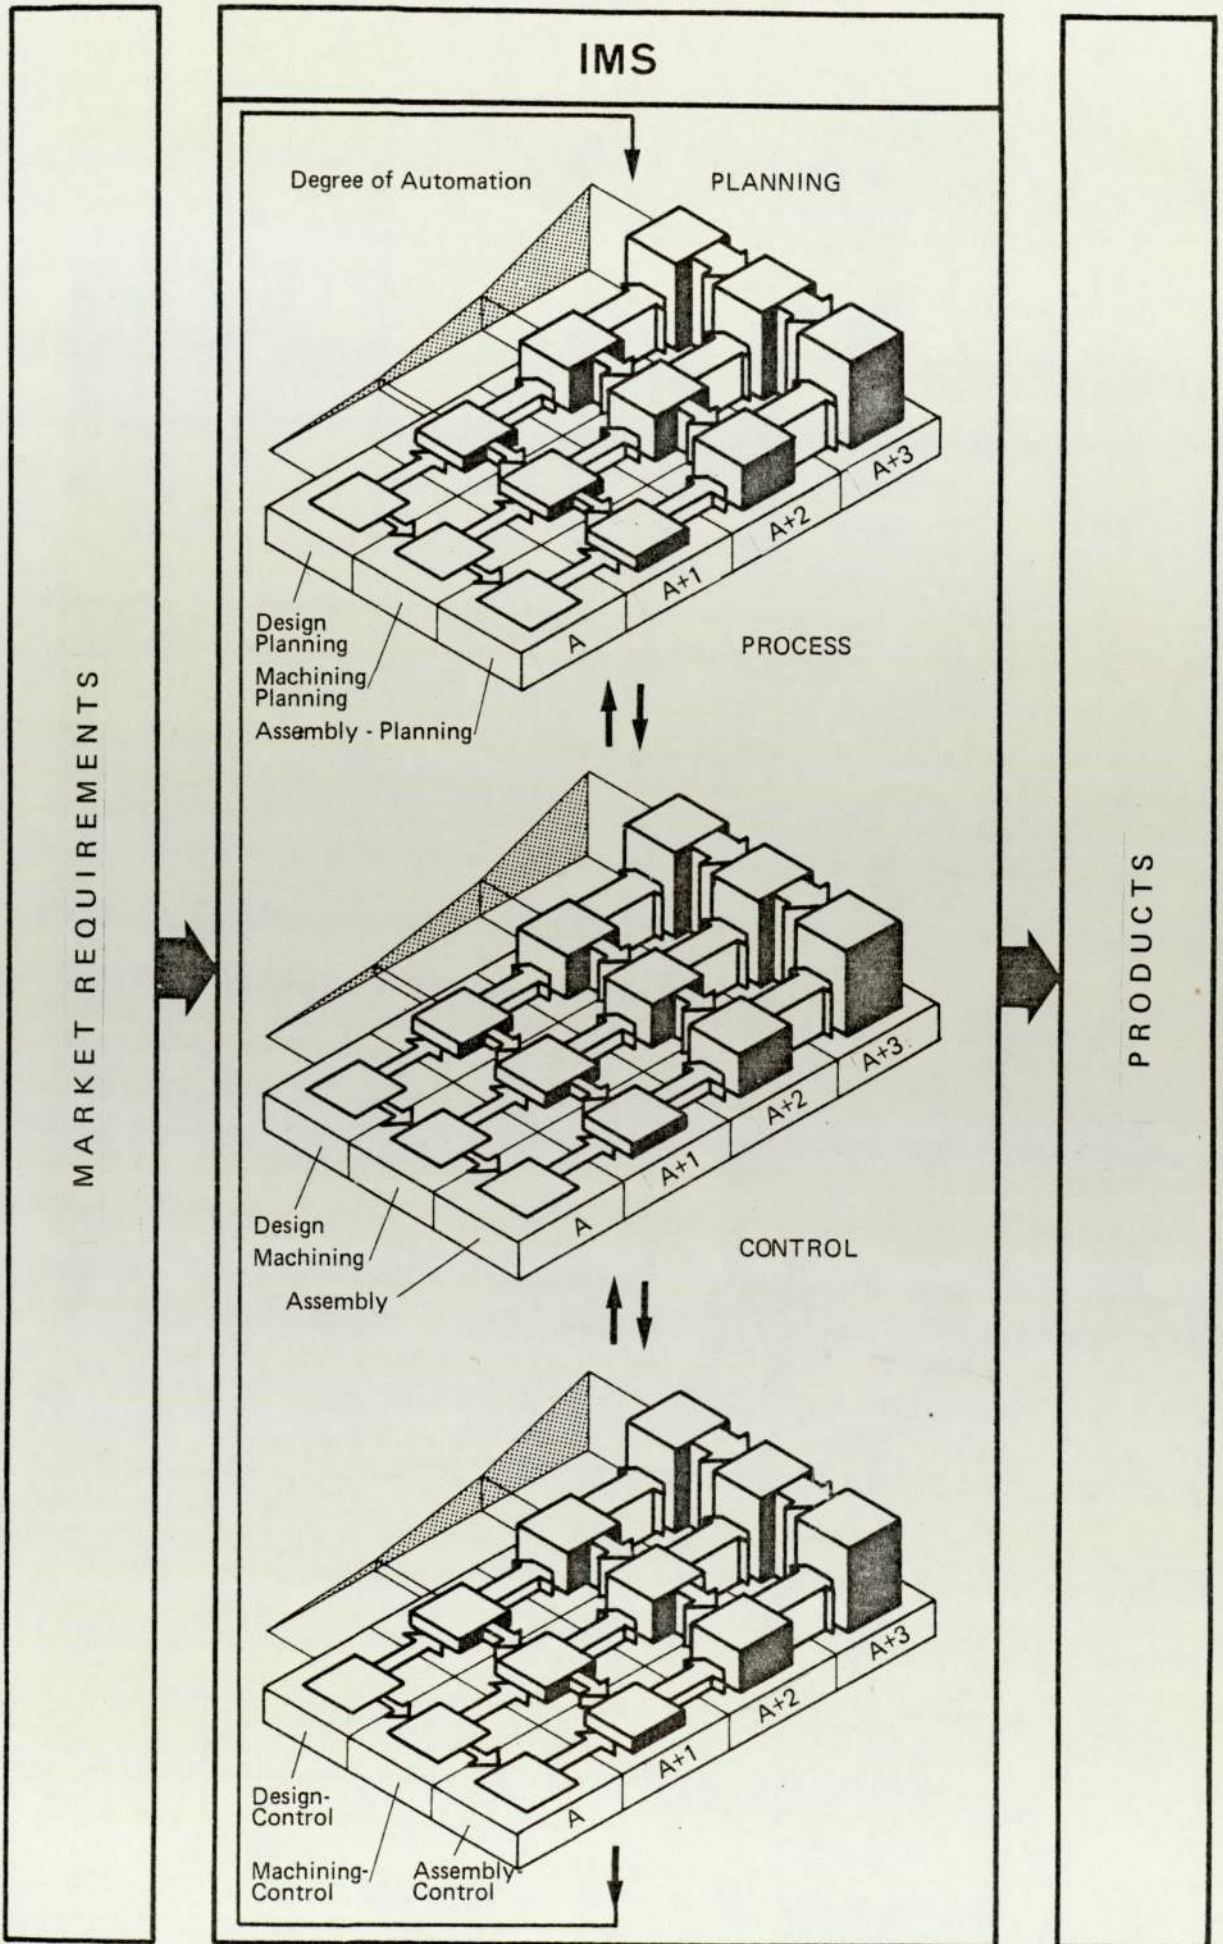 IMS
MARKET REQUIREMENTS
Degree of Automation
PLANNING
A+3
A+2
A+1
A
Design
Planning
Machining
Planning
Assembly - Planning
PROCESS
A+3
A+2
A+1
A
Design
Machining
Assembly
CONTROL
A+3
A+2
A+1
A
Design-
Control
Machining-
Control
Assembly-
Control
PRODUCTS